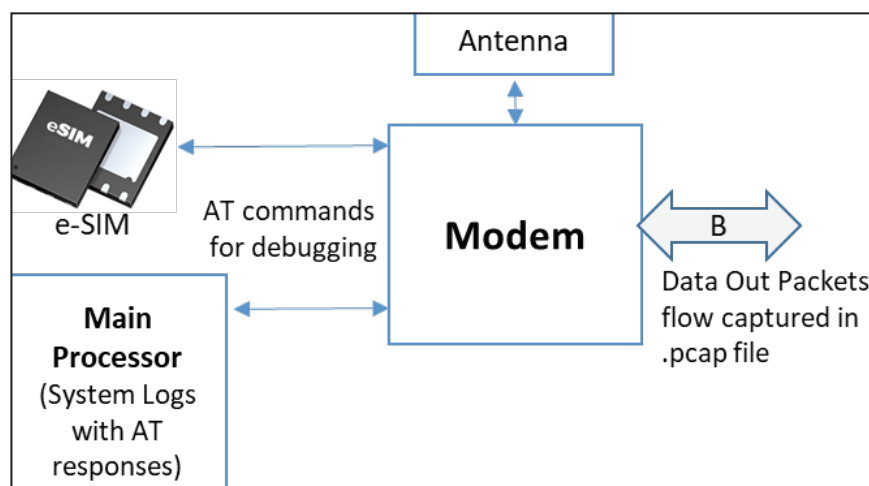 Antenna
eSIM
e-SIM
AT commands
for debugging
Modem
B
Data Out Packets
flow captured in
.pcap file
Main
Processor
(System Logs
with AT
responses)